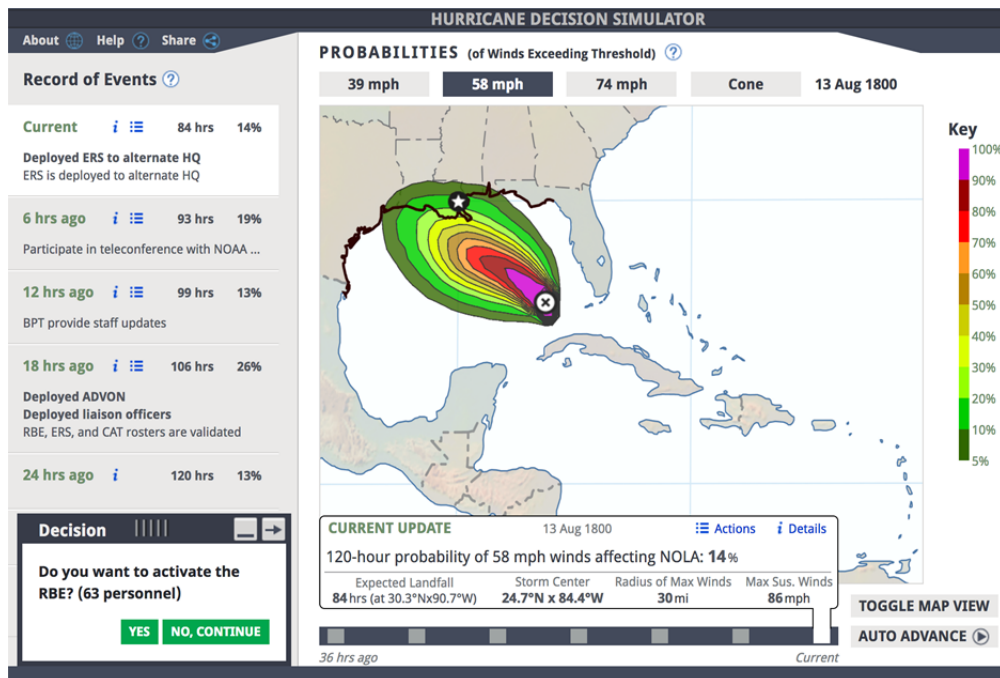 HURRICANE DECISION SIMULATOR
About Help ? Share
Record of Events ?
Current i 84 hrs 14%
Deployed ERS to alternate HQ
ERS is deployed to alternate HQ
6 hrs ago i 93 hrs 19%
Participate in teleconference with NOAA ...
12 hrs ago i 99 hrs 13%
BPT provide staff updates
18 hrs ago i 106 hrs 26%
Deployed ADVON
Deployed liaison officers
RBE, ERS, and CAT rosters are validated
24 hrs ago i 120 hrs 13%
Decision
Do you want to activate the
RBE? (63 personnel)
YES NO, CONTINUE
PROBABILITIES (of Winds Exceeding Threshold) ?
39 mph 58 mph 74 mph Cone 13 Aug 1800
Key
100%
90%
80%
70%
60%
50%
40%
30%
20%
10%
5%
CURRENT UPDATE 13 Aug 1800 Actions i Details
120-hour probability of 58 mph winds affecting NOLA: 14%
Expected Landfall Storm Center Radius of Max Winds Max Sus. Winds
84 hrs (at 30.3°Nx90.7°W) 24.7°N x 84.4°W 30 mi 86 mph
36 hrs ago Current
TOGGLE MAP VIEW
AUTO ADVANCE